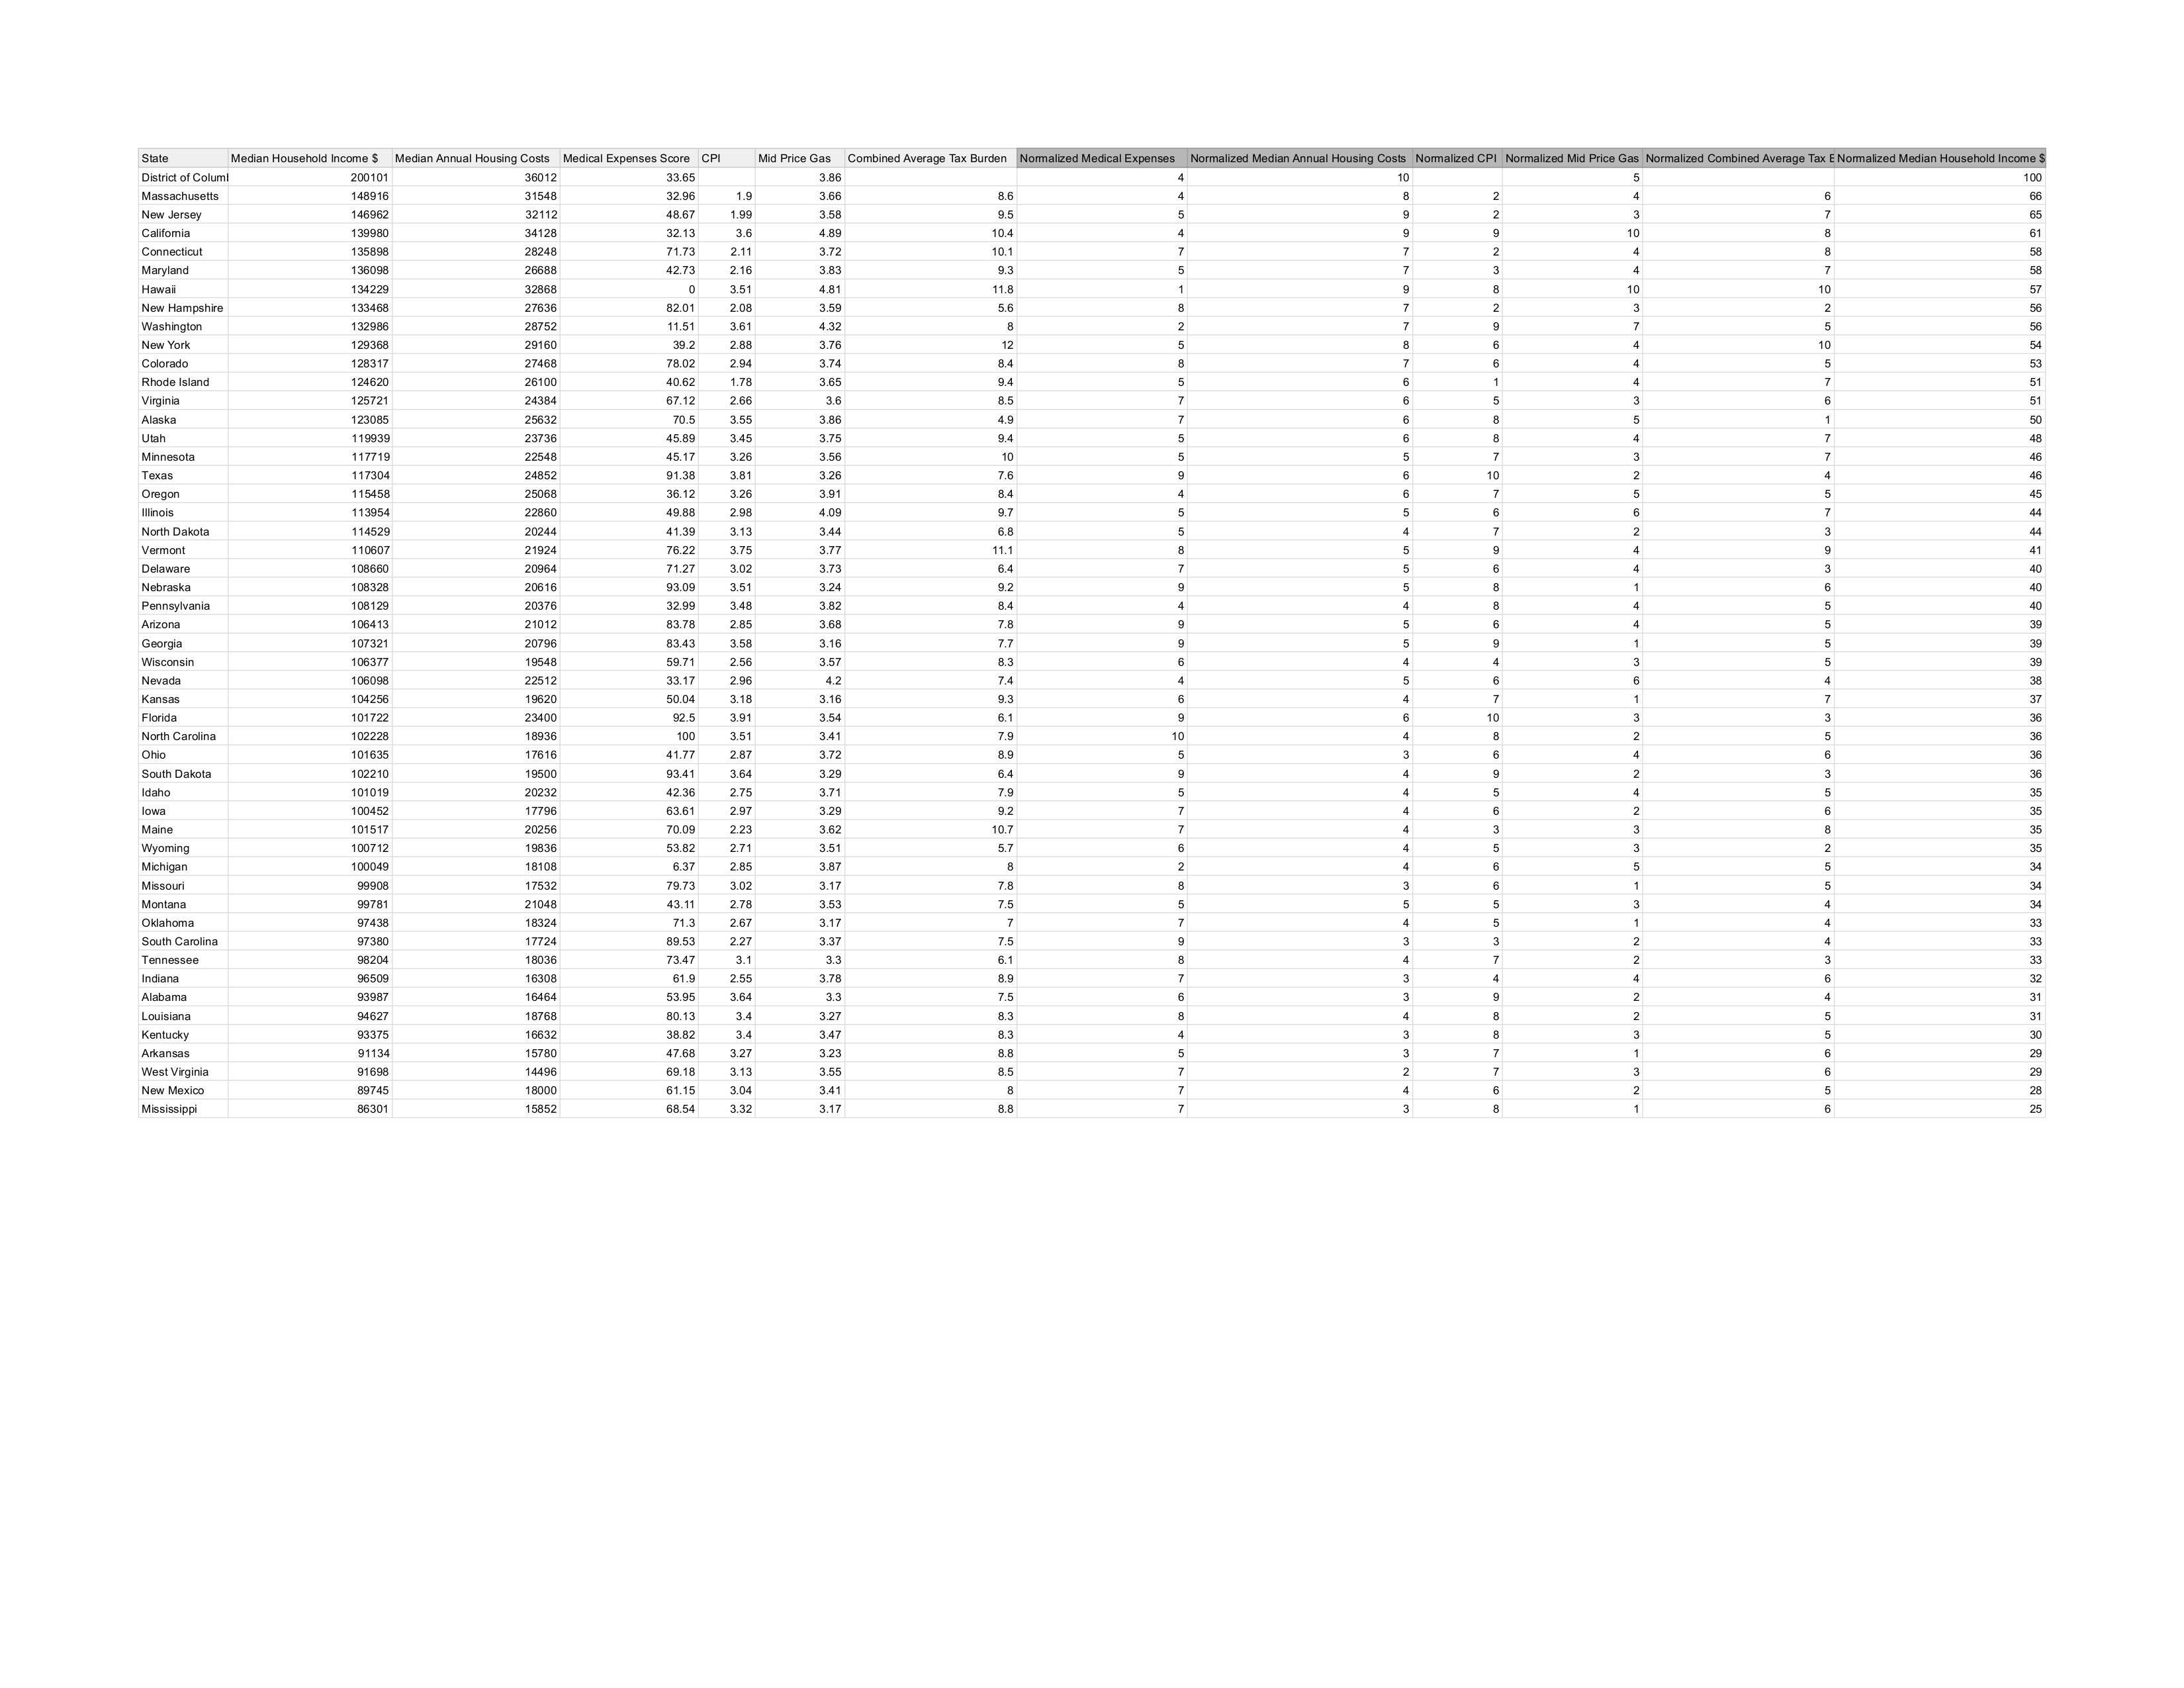 State Median Household Income $ Median Annual Housing Costs Medical Expenses Score CPI Mid Price Gas Combined Average Tax Burden Normalized Medical Expenses Normalized Median Annual Housing Costs Normalized CPI Normalized Mid Price Gas Normalized Combined Average Tax E Normalized Median Household Income $
District of Columl 200101 36012 33.65 3.86 4 10 5 100
Massachusetts 148916 31548 32.96 1.9 3.66 8.6 4 8 2 4 6 66
New Jersey 146962 32112 48.67 1.99 3.58 9.5 5 9 2 3 7 65
California 139980 34128 32.13 3.6 4.89 10.4 4 9 9 10 8 61
Connecticut 135898 28248 71.73 2.11 3.72 10.1 7 7 2 4 8 58
Maryland 136098 26688 42.73 2.16 3.83 9.3 5 7 3 4 7 58
Hawaii 134229 32868 0 3.51 4.81 11.8 1 9 8 10 10 57
New Hampshire 133468 27636 82.01 2.08 3.59 5.6 8 7 2 3 2 56
Washington 132986 28752 11.51 3.61 4.32 8 2 7 9 7 5 56
New York 129368 29160 39.2 2.88 3.76 12 5 8 6 4 10 54
Colorado 128317 27468 78.02 2.94 3.74 8.4 8 7 6 4 5 53
Rhode Island 124620 26100 40.62 1.78 3.65 9.4 5 6 1 4 7 51
Virginia 125721 24384 67.12 2.66 3.6 8.5 7 6 5 3 6 51
Alaska 123085 25632 70.5 3.55 3.86 4.9 7 6 8 5 1 50
Utah 119939 23736 45.89 3.45 3.75 9.4 5 6 8 4 7 48
Minnesota 117719 22548 45.17 3.26 3.56 10 5 5 7 3 7 46
Texas 117304 24852 91.38 3.81 3.26 7.6 9 6 10 2 4 46
Oregon 115458 25068 36.12 3.26 3.91 8.4 4 6 7 5 5 45
Illinois 113954 22860 49.88 2.98 4.09 9.7 5 5 6 6 7 44
North Dakota 114529 20244 41.39 3.13 3.44 6.8 5 4 7 2 3 44
Vermont 110607 21924 76.22 3.75 3.77 11.1 8 5 9 4 9 41
Delaware 108660 20964 71.27 3.02 3.73 6.4 7 5 6 4 3 40
Nebraska 108328 20616 93.09 3.51 3.24 9.2 9 5 8 1 6 40
Pennsylvania 108129 20376 32.99 3.48 3.82 8.4 4 4 8 4 5 40
Arizona 106413 21012 83.78 2.85 3.68 7.8 9 5 6 4 5 39
Georgia 107321 20796 83.43 3.58 3.16 7.7 9 5 9 1 5 39
Wisconsin 106377 19548 59.71 2.56 3.57 8.3 6 4 4 3 5 39
Nevada 106098 22512 33.17 2.96 4.2 7.4 4 5 6 6 4 38
Kansas 104256 19620 50.04 3.18 3.16 9.3 6 4 7 1 7 37
Florida 101722 23400 92.5 3.91 3.54 6.1 9 6 10 3 3 36
North Carolina 102228 18936 100 3.51 3.41 7.9 10 4 8 2 5 36
Ohio 101635 17616 41.77 2.87 3.72 8.9 5 3 6 4 6 36
South Dakota 102210 19500 93.41 3.64 3.29 6.4 9 4 9 2 3 36
Idaho 101019 20232 42.36 2.75 3.71 7.9 5 4 5 4 5 35
Iowa 100452 17796 63.61 2.97 3.29 9.2 7 4 6 2 6 35
Maine 101517 20256 70.09 2.23 3.62 10.7 7 4 3 3 8 35
Wyoming 100712 19836 53.82 2.71 3.51 5.7 6 4 5 3 2 35
Michigan 100049 18108 6.37 2.85 3.87 8 2 4 6 5 5 34
Missouri 99908 17532 79.73 3.02 3.17 7.8 8 3 6 1 5 34
Montana 99781 21048 43.11 2.78 3.53 7.5 5 5 5 3 4 34
Oklahoma 97438 18324 71.3 2.67 3.17 7 7 4 5 1 4 33
South Carolina 97380 17724 89.53 2.27 3.37 7.5 9 3 3 2 4 33
Tennessee 98204 18036 73.47 3.1 3.3 6.1 8 4 7 2 3 33
Indiana 96509 16308 61.9 2.55 3.78 8.9 7 3 4 4 6 32
Alabama 93987 16464 53.95 3.64 3.3 7.5 6 3 9 2 4 31
Louisiana 94627 18768 80.13 3.4 3.27 8.3 8 4 8 2 5 31
Kentucky 93375 16632 38.82 3.4 3.47 8.3 4 3 8 3 5 30
Arkansas 91134 15780 47.68 3.27 3.23 8.8 5 3 7 1 6 29
West Virginia 91698 14496 69.18 3.13 3.55 8.5 7 2 7 3 6 29
New Mexico 89745 18000 61.15 3.04 3.41 8 7 4 6 2 5 28
Mississippi 86301 15852 68.54 3.32 3.17 8.8 7 3 8 1 6 25